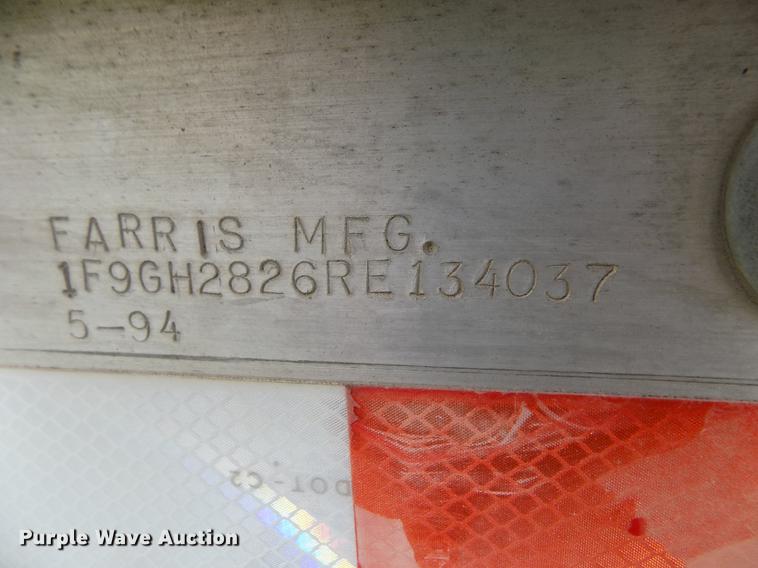 FARRIS MFG.
1F9GH2826RE134037
5-94
DOT-C2
Purple Wave Auction